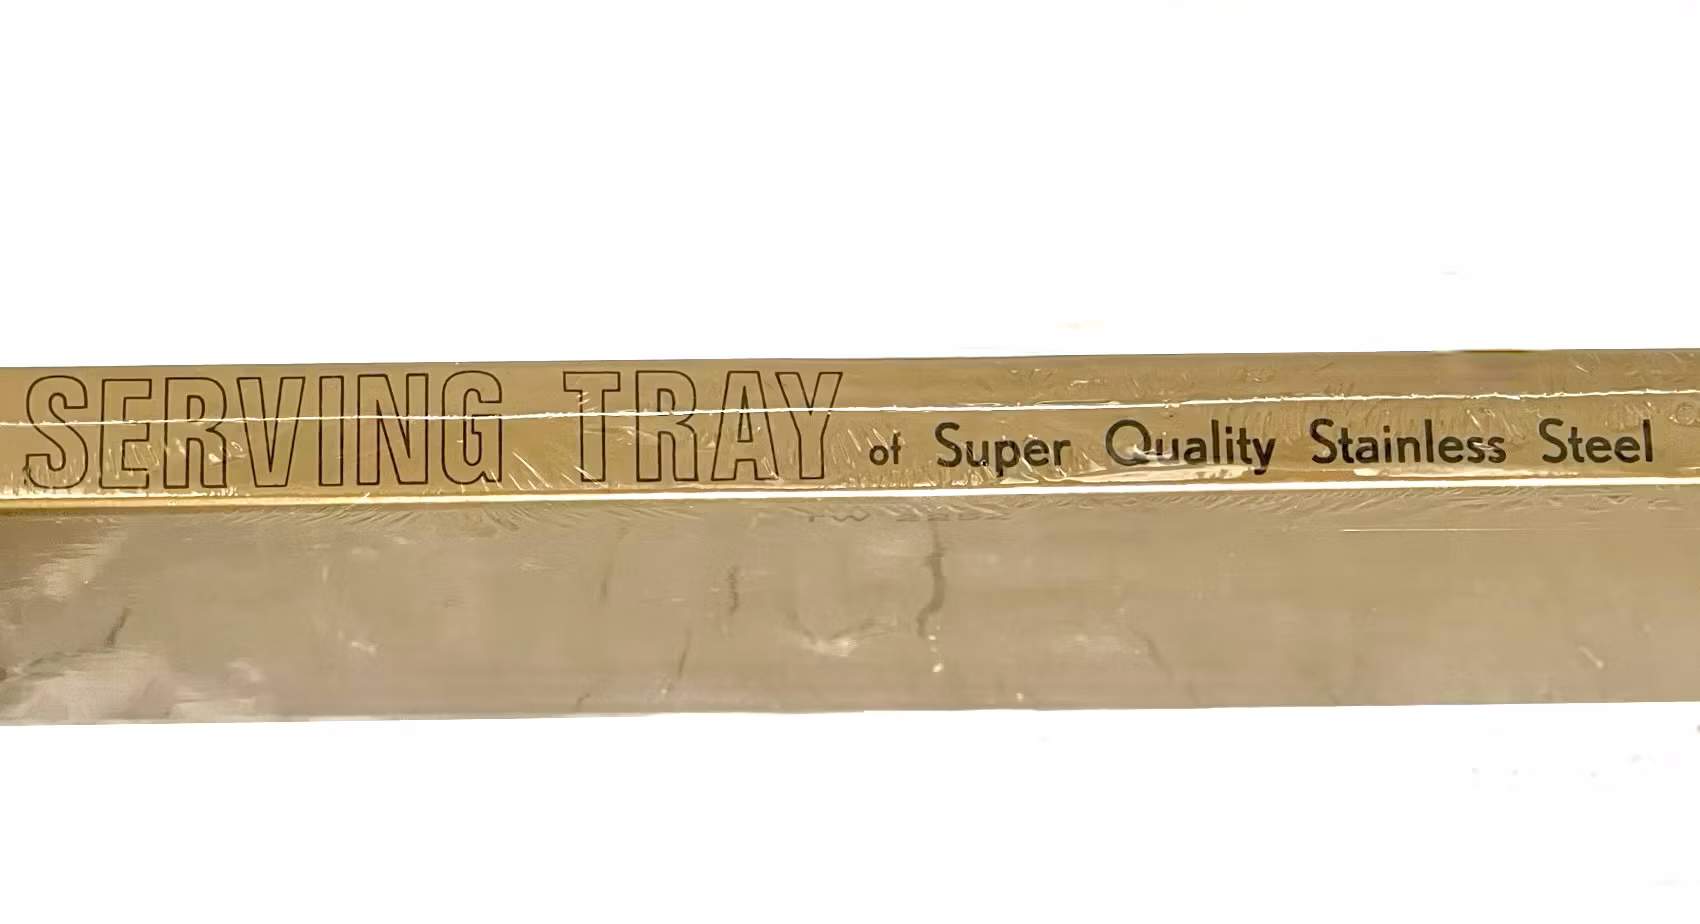 SERVING TRAY of Super Quality Stainless Steel